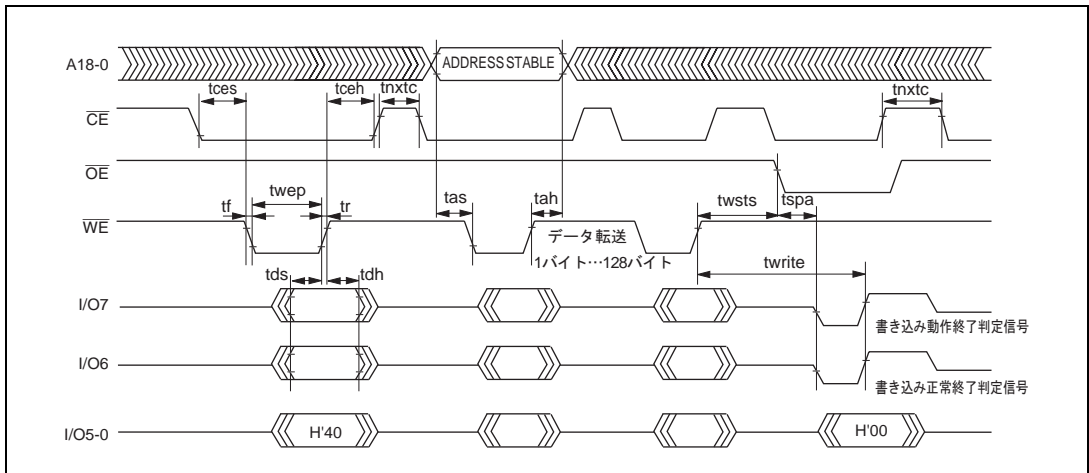 A18-0
ADDRESS STABLE
tces
tceh
tnxtc
tnxtc
CE
OE
twep
tf
tr
tas
tah
twsts
tspa
WE
データ転送
1バイト…128バイト
twrite
tds
tdh
I/O7
書き込み動作終了判定信号
I/O6
書き込み正常終了判定信号
I/O5-0
H'40
H'00